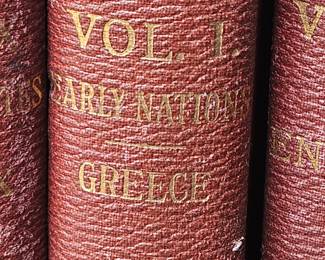 VOL. I.
EARLY NATIONS
GREECE